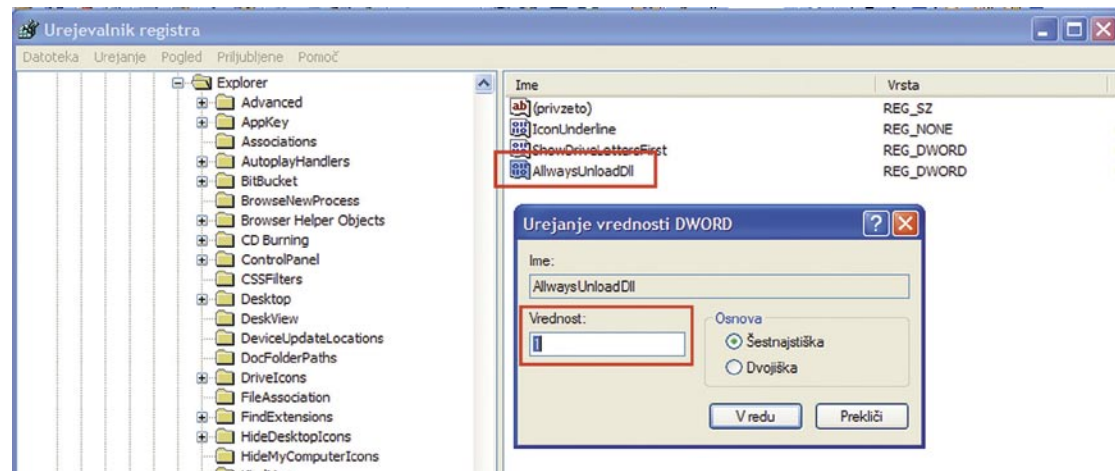 Urejevalnik registra
Datoteka Urejanje Pogled Priljubljene Pomoč
Explorer
Advanced
AppKey
Associations
AutoplayHandlers
BitBucket
BrowseNewProcess
Browser Helper Objects
CD Burning
ControlPanel
CSSFilters
Desktop
DeskView
DeviceUpdateLocations
DocFolderPaths
DriveIcons
FileAssociation
FindExtensions
HideDesktopIcons
HideMyComputerIcons
Ime Vrsta
(privzeto) REG_SZ
IconUnderline REG_NONE
ShowDriveLettersFirst REG_DWORD
AllwaysUnloadDll REG_DWORD
Urejanje vrednosti DWORD
Ime:
AllwaysUnloadDll
Vrednost:
1
Osnova
Šestnajstiška
Dvojiška
V redu Prekliči